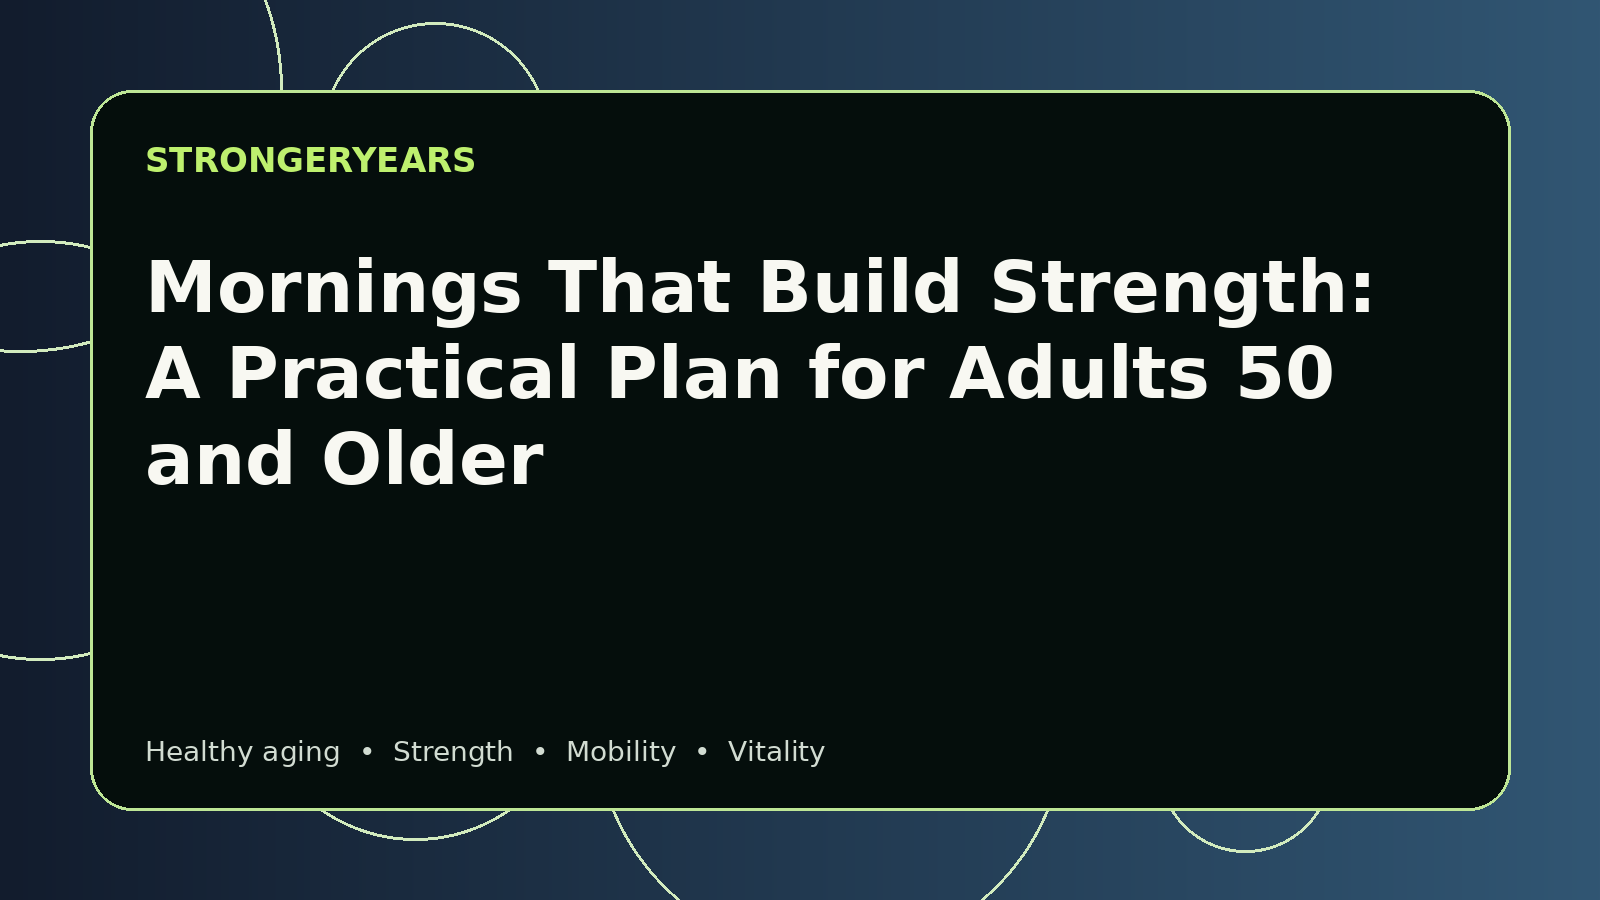 STRONGERYEARS
Mornings That Build Strength:
A Practical Plan for Adults 50
and Older
Healthy aging • Strength • Mobility • Vitality